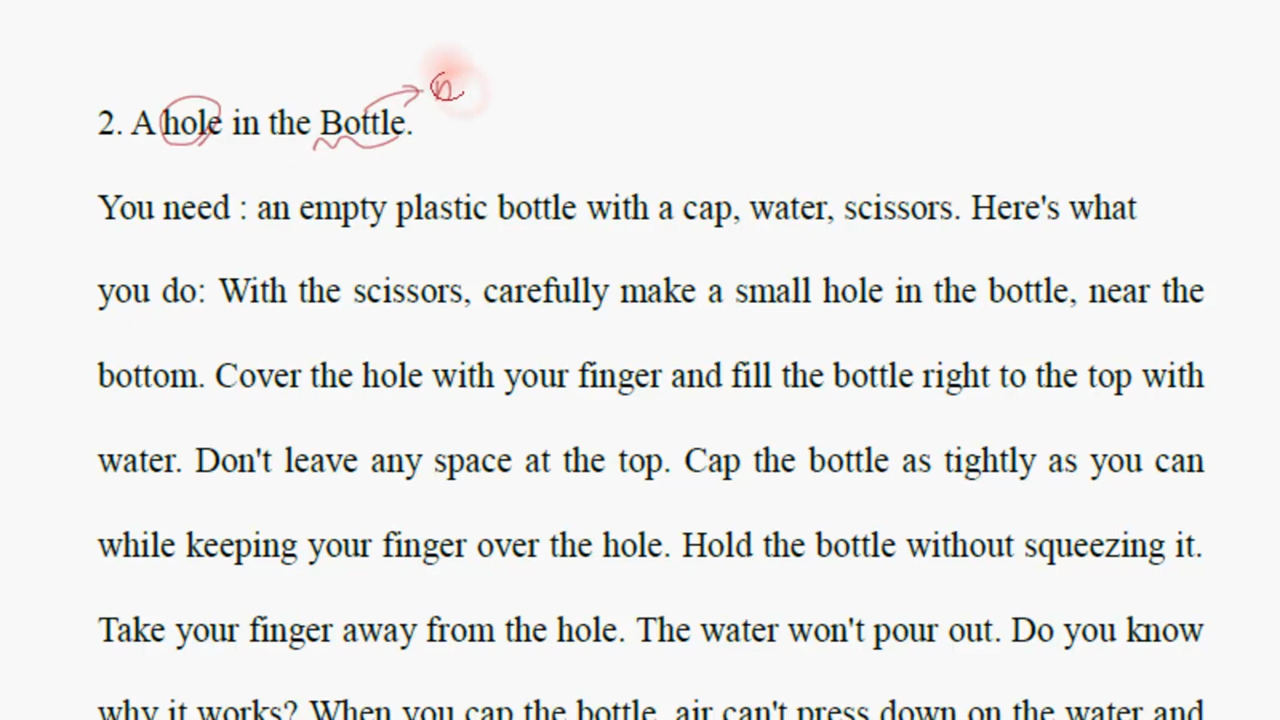 2. A hole in the Bottle.
You need : an empty plastic bottle with a cap, water, scissors. Here's what
you do: With the scissors, carefully make a small hole in the bottle, near the
bottom. Cover the hole with your finger and fill the bottle right to the top with
water. Don't leave any space at the top. Cap the bottle as tightly as you can
while keeping your finger over the hole. Hold the bottle without squeezing it.
Take your finger away from the hole. The water won't pour out. Do you know
why it works? When you cap the bottle, air can't press down on the water and